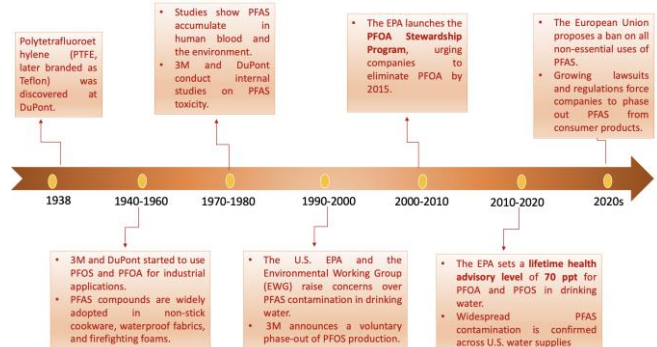 Polytetrafluoroet
hylene (PTFE,
later branded as
Teflon) was
discovered at
DuPont.
• Studies show PFAS
accumulate in
human blood and
the environment.
• 3M and DuPont
conduct internal
studies on PFAS
toxicity.
• The EPA launches the
PFOA Stewardship
Program, urging
companies to
eliminate PFOA by
2015.
• The European Union
proposes a ban on all
non-essential uses of
PFAS.
• Growing lawsuits
and regulations force
companies to phase
out PFAS from
consumer products.
1938
1940-1960
1970-1980
1990-2000
2000-2010
2010-2020
2020s
• 3M and DuPont started to use
PFOS and PFOA for industrial
applications.
• PFAS compounds are widely
adopted in non-stick
cookware, waterproof fabrics,
and firefighting foams.
• The U.S. EPA and the
Environmental Working Group
(EWG) raise concerns over
PFAS contamination in drinking
water.
• 3M announces a voluntary
phase-out of PFOS production.
• The EPA sets a lifetime health
advisory level of 70 ppt for
PFOA and PFOS in drinking
water.
• Widespread PFAS
contamination is confirmed
across U.S. water supplies